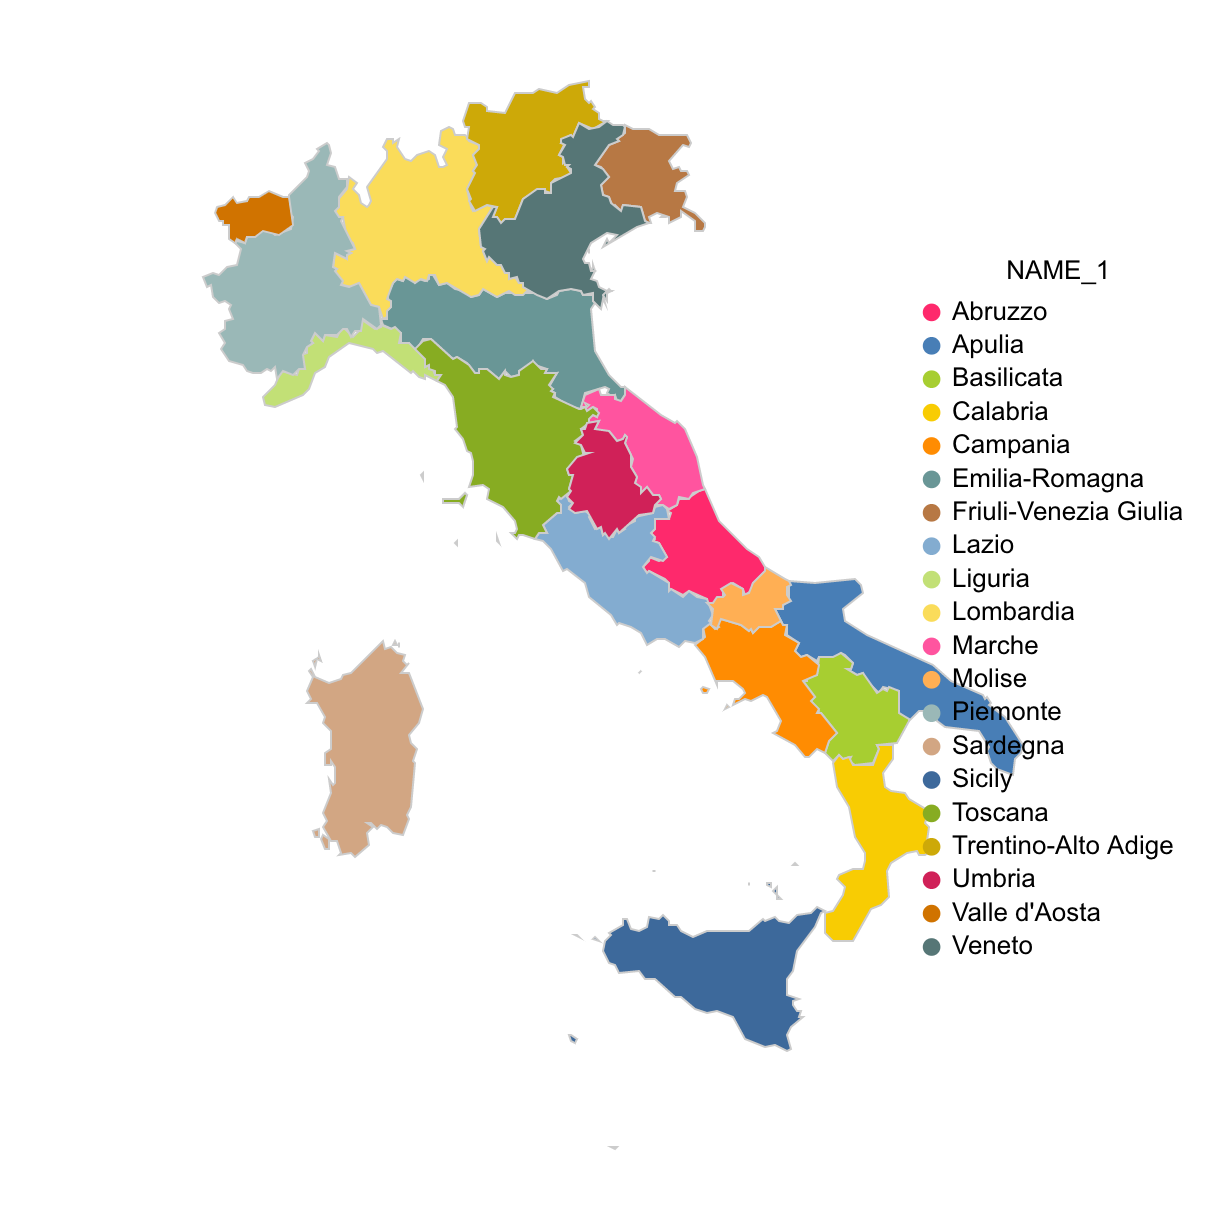 NAME_1
Abruzzo
Apulia
Basilicata
Calabria
Campania
Emilia-Romagna
Friuli-Venezia Giulia
Lazio
Liguria
Lombardia
Marche
Molise
Piemonte
Sardegna
Sicily
Toscana
Trentino-Alto Adige
Umbria
Valle d'Aosta
Veneto